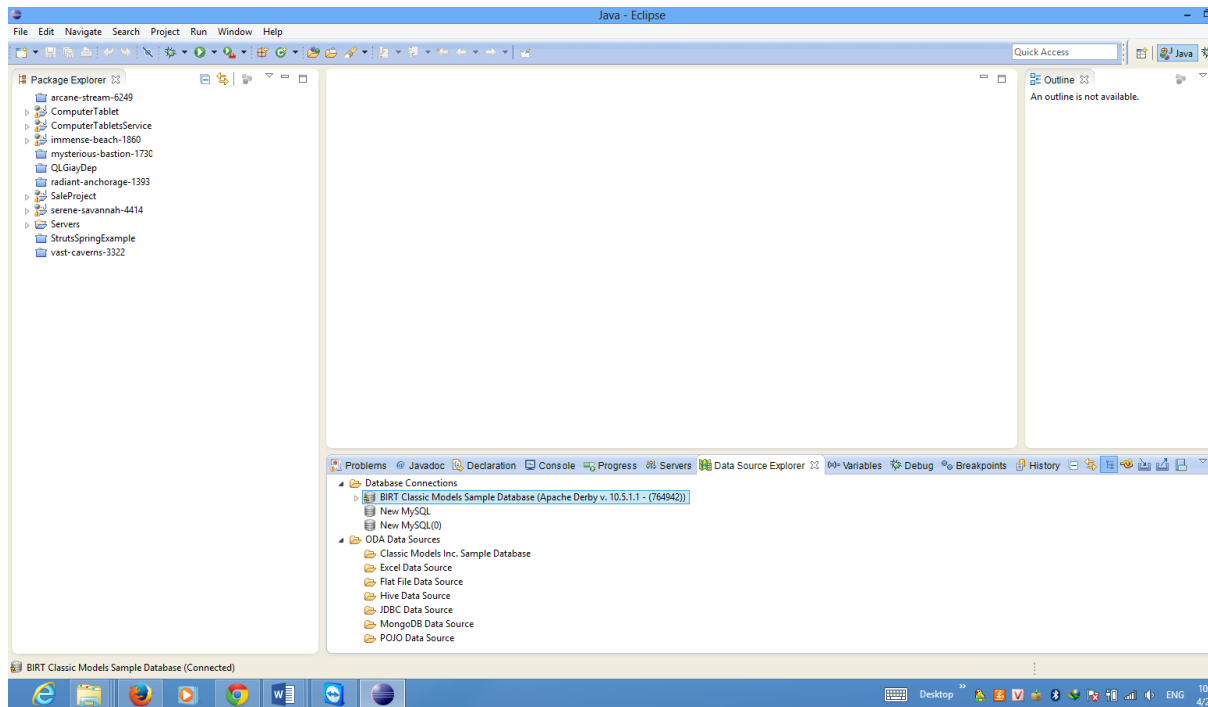 Java - Eclipse
File Edit Navigate Search Project Run Window Help
Quick Access
Java
Package Explorer
arcane-stream-6249
ComputerTablet
ComputerTabletsService
immense-beach-1860
mysterious-bastion-1730
QLGiayDep
radiant-anchorage-1393
SaleProject
serene-savannah-4414
Servers
StrutsSpringExample
vast-caverns-3322
Outline
An outline is not available.
Problems @ Javadoc Declaration Console Progress Servers Data Source Explorer (x)= Variables Debug Breakpoints History
Database Connections
BIRT Classic Models Sample Database (Apache Derby v. 10.5.1.1 - (764942))
New MySQL
New MySQL(0)
ODA Data Sources
Classic Models Inc. Sample Database
Excel Data Source
Flat File Data Source
Hive Data Source
JDBC Data Source
MongoDB Data Source
POJO Data Source
BIRT Classic Models Sample Database (Connected)
Desktop
ENG